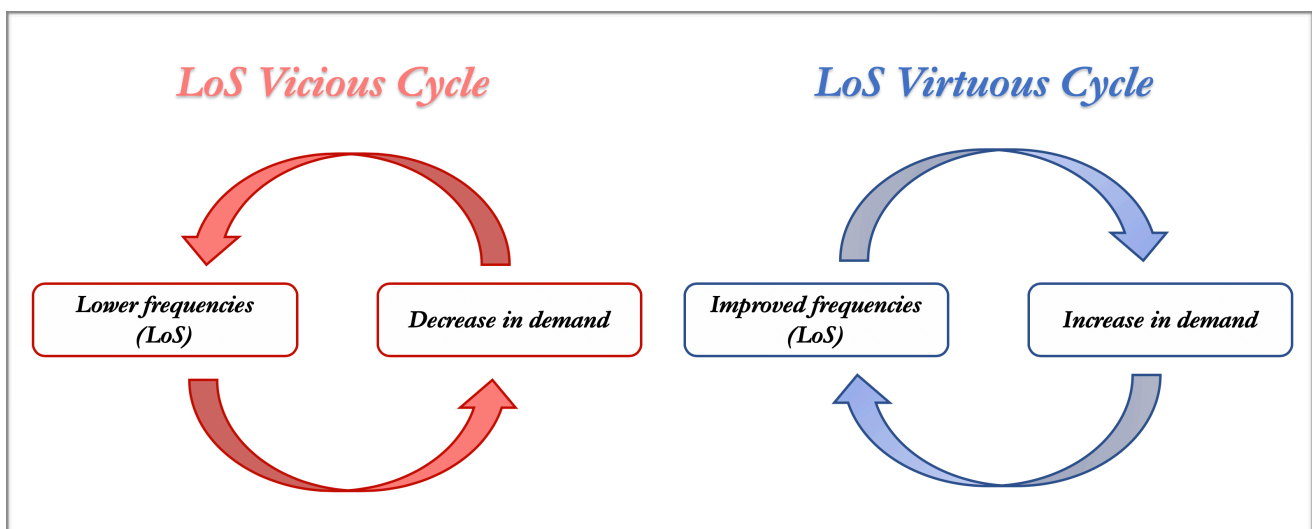 LoS Vicious Cycle
Lower frequencies
(LoS)
Decrease in demand
LoS Virtuous Cycle
Improved frequencies
(LoS)
Increase in demand